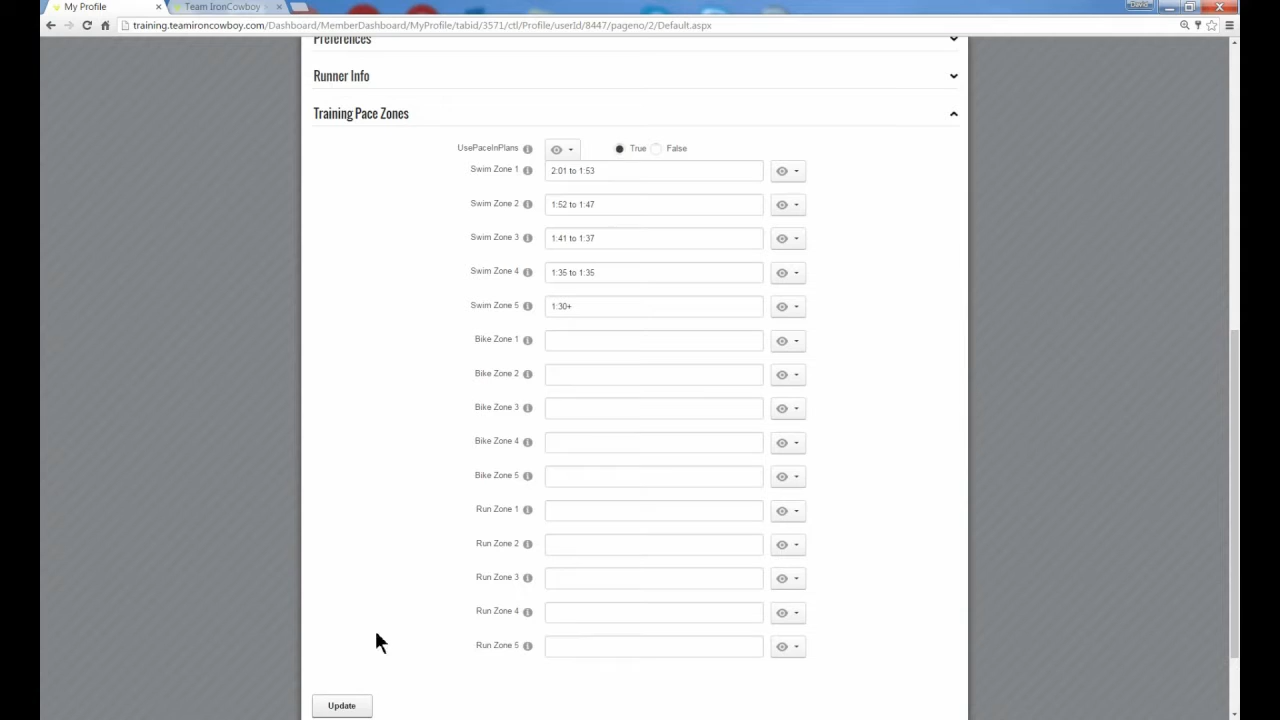 My Profile
Team IronCowboy
David
training.teamironcowboy.com/Dashboard/MemberDashboard/MyProfile/tabid/3571/ctl/Profile/userId/8447/pageno/2/Default.aspx
Preferences
Runner Info
Training Pace Zones
UsePaceInPlans
True
False
Swim Zone 1
2:01 to 1:53
Swim Zone 2
1:52 to 1:47
Swim Zone 3
1:41 to 1:37
Swim Zone 4
1:35 to 1:35
Swim Zone 5
1:30+
Bike Zone 1
Bike Zone 2
Bike Zone 3
Bike Zone 4
Bike Zone 5
Run Zone 1
Run Zone 2
Run Zone 3
Run Zone 4
Run Zone 5
Update